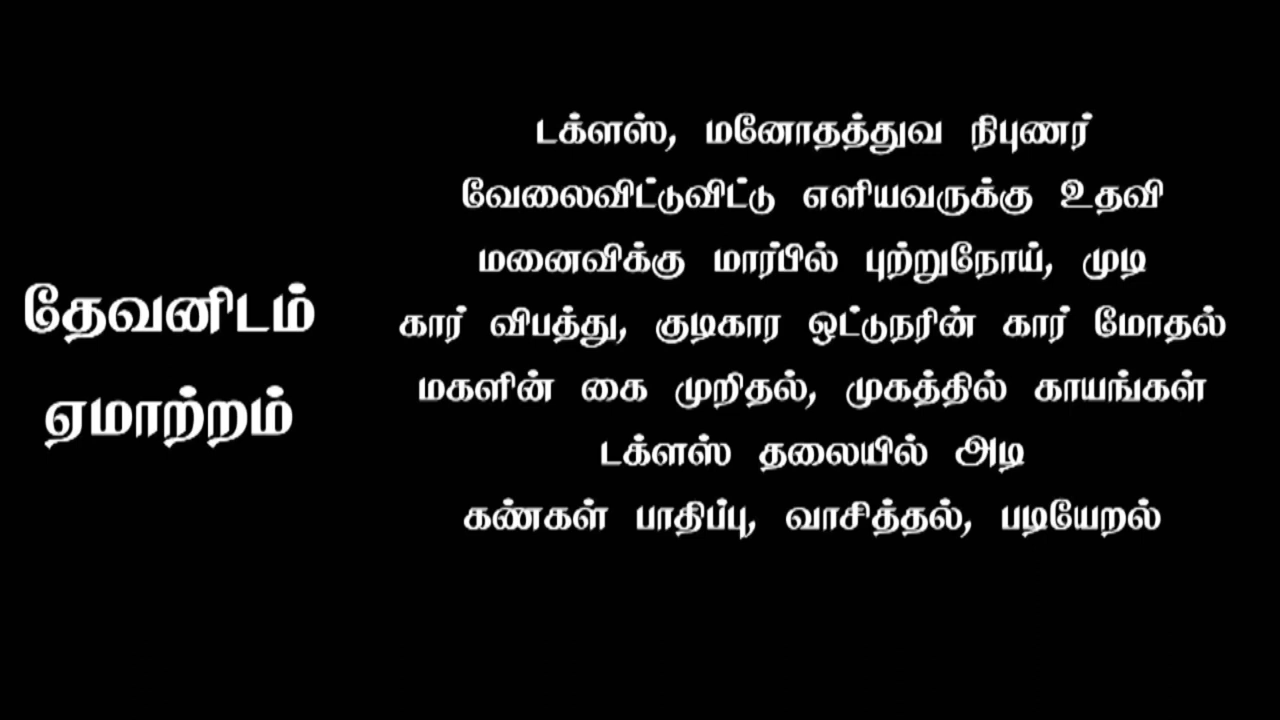 தேவனிடம்
ஏமாற்றம்
டக்ளஸ், மனோதத்துவ நிபுணர்
வேலைவிட்டுவிட்டு எளியவருக்கு உதவி
மனைவிக்கு மார்பில் புற்றுநோய், முடி
கார் விபத்து, குடிகார ஒட்டுநரின் கார் மோதல்
மகளின் கை முறிதல், முகத்தில் காயங்கள்
டக்ளஸ் தலையில் அடி
கண்கள் பாதிப்பு, வாசித்தல், படியேறல்